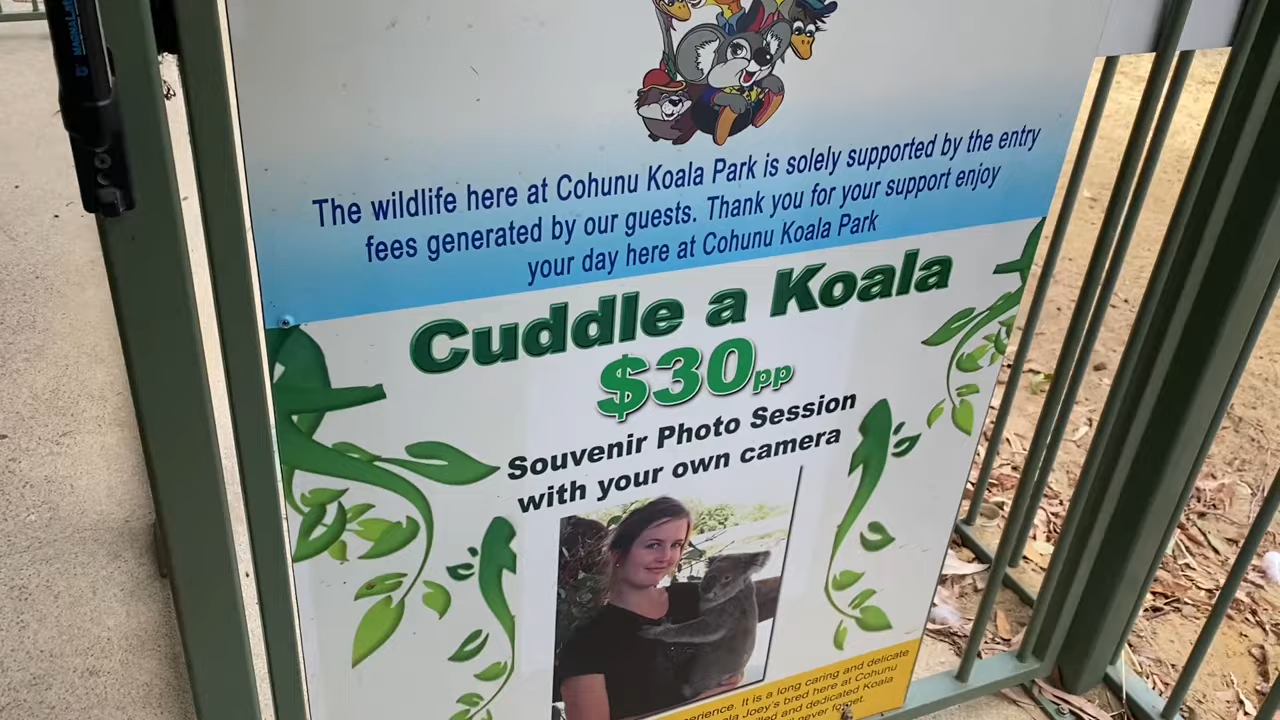 The wildlife here at Cohunu Koala Park is solely supported by the entry
fees generated by our guests. Thank you for your support enjoy
your day here at Cohunu Koala Park
Cuddle a Koala
$30pp
Souvenir Photo Session
with your own camera
It is a long caring and delicate
Joey's bred here at Cohunu
and dedicated Koala
never forget.